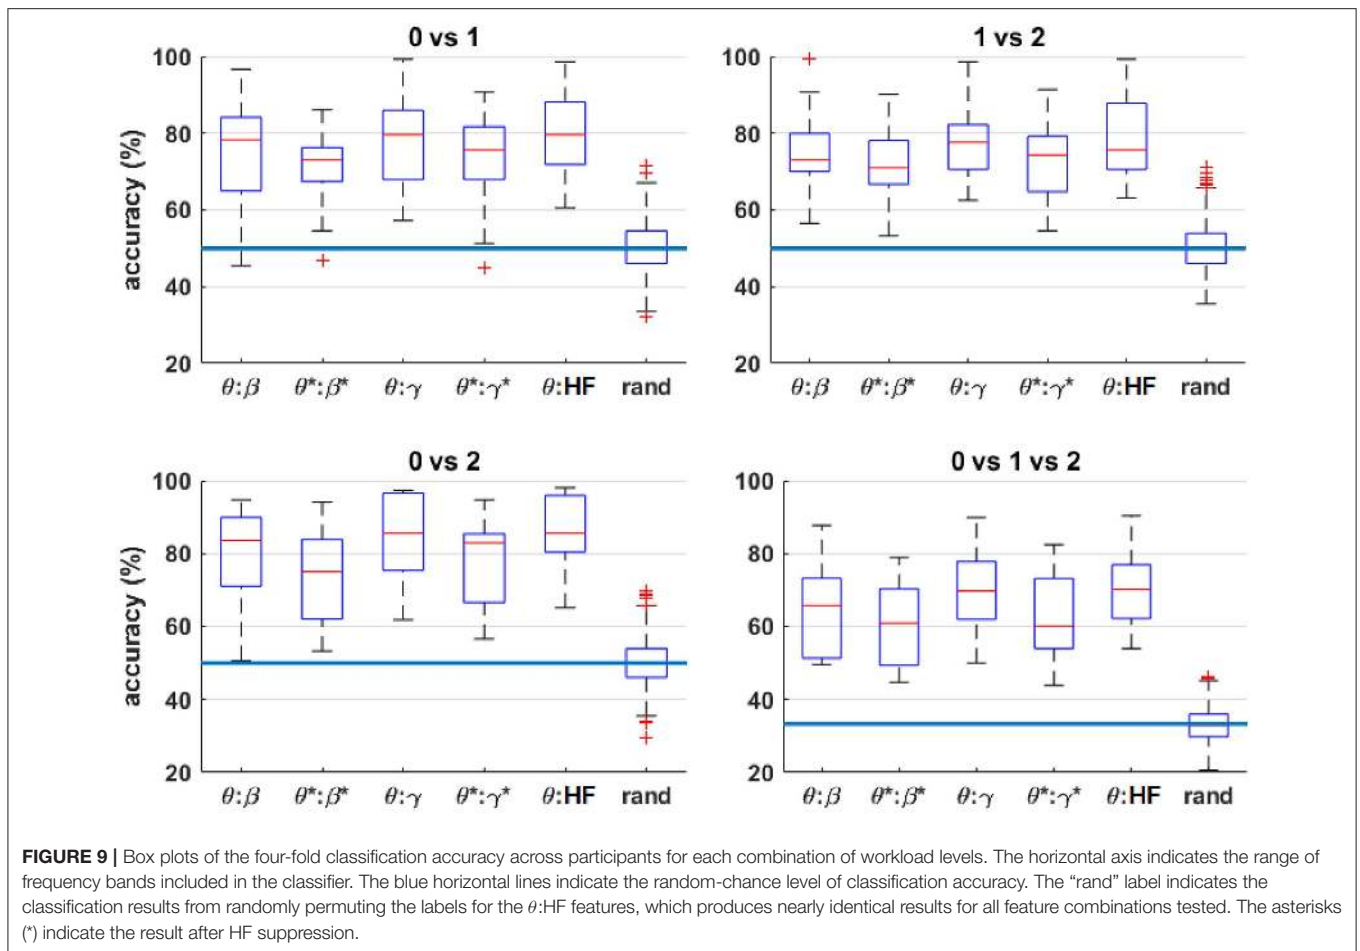 0 vs 1
1 vs 2
100
80
60
40
20
accuracy (%)
θ:β θ*:β* θ:γ θ*:γ* θ:HF rand
100
80
60
40
20
θ:β θ*:β* θ:γ θ*:γ* θ:HF rand
0 vs 2
0 vs 1 vs 2
100
80
60
40
20
accuracy (%)
θ:β θ*:β* θ:γ θ*:γ* θ:HF rand
100
80
60
40
20
θ:β θ*:β* θ:γ θ*:γ* θ:HF rand
FIGURE 9 | Box plots of the four-fold classification accuracy across participants for each combination of workload levels. The horizontal axis indicates the range of
frequency bands included in the classifier. The blue horizontal lines indicate the random-chance level of classification accuracy. The “rand” label indicates the
classification results from randomly permuting the labels for the θ:HF features, which produces nearly identical results for all feature combinations tested. The asterisks
(*) indicate the result after HF suppression.